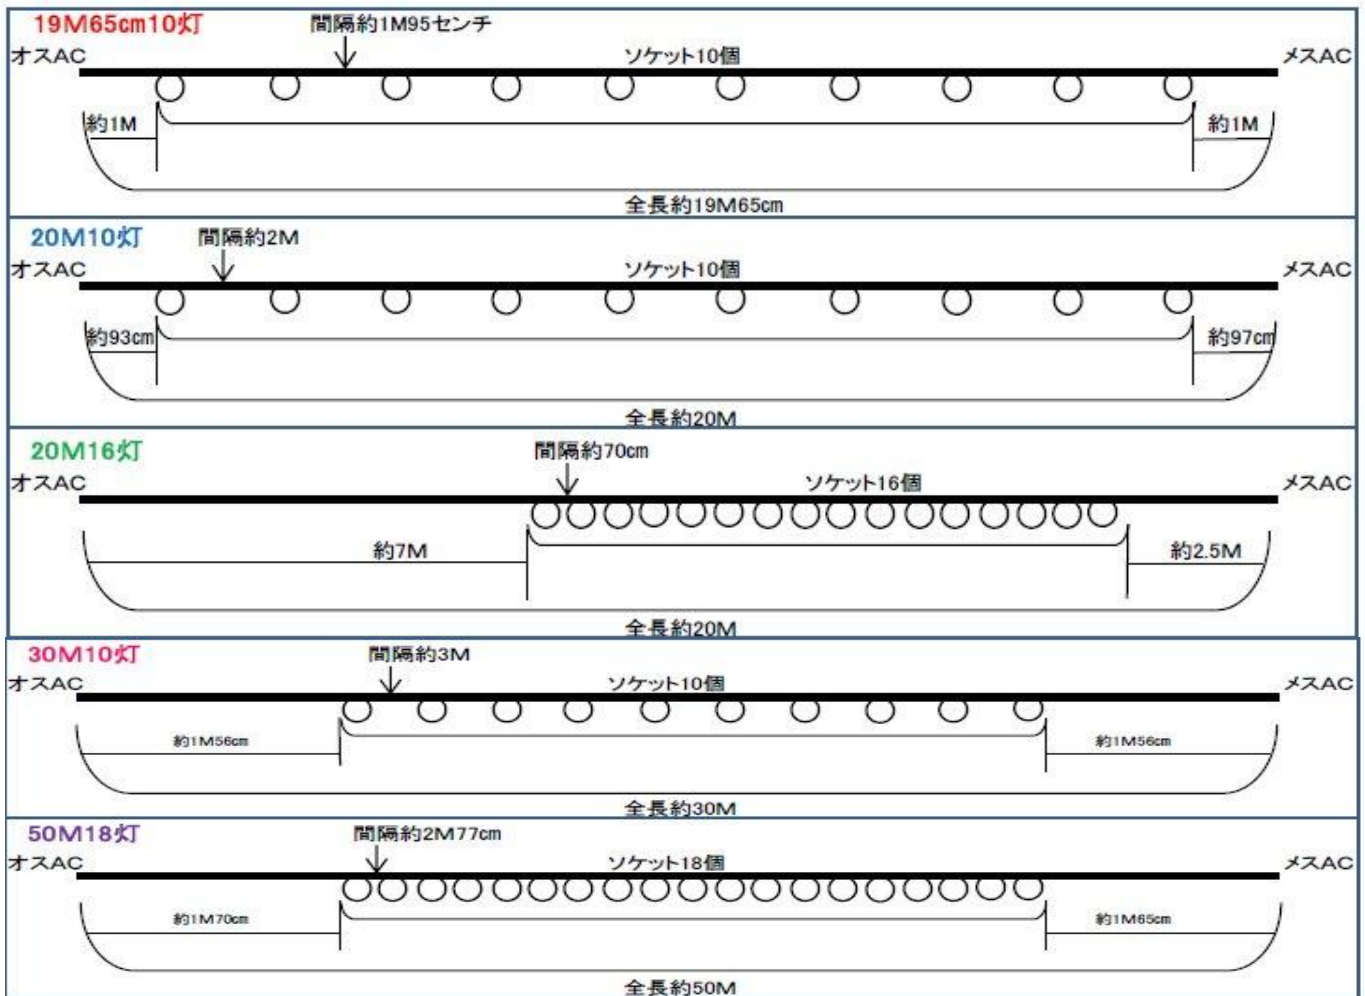 19M65cm10灯
間隔約1M95センチ
オスAC
ソケット10個
メスAC
約1M
約1M
全長約19M65cm
20M10灯
間隔約2M
オスAC
ソケット10個
メスAC
約93cm
約97cm
全長約20M
20M16灯
間隔約70cm
オスAC
ソケット16個
メスAC
約7M
約2.5M
全長約20M
30M10灯
間隔約3M
オスAC
ソケット10個
メスAC
約1M56cm
約1M56cm
全長約30M
50M18灯
間隔約2M77cm
オスAC
ソケット18個
メスAC
約1M70cm
約1M65cm
全長約50M